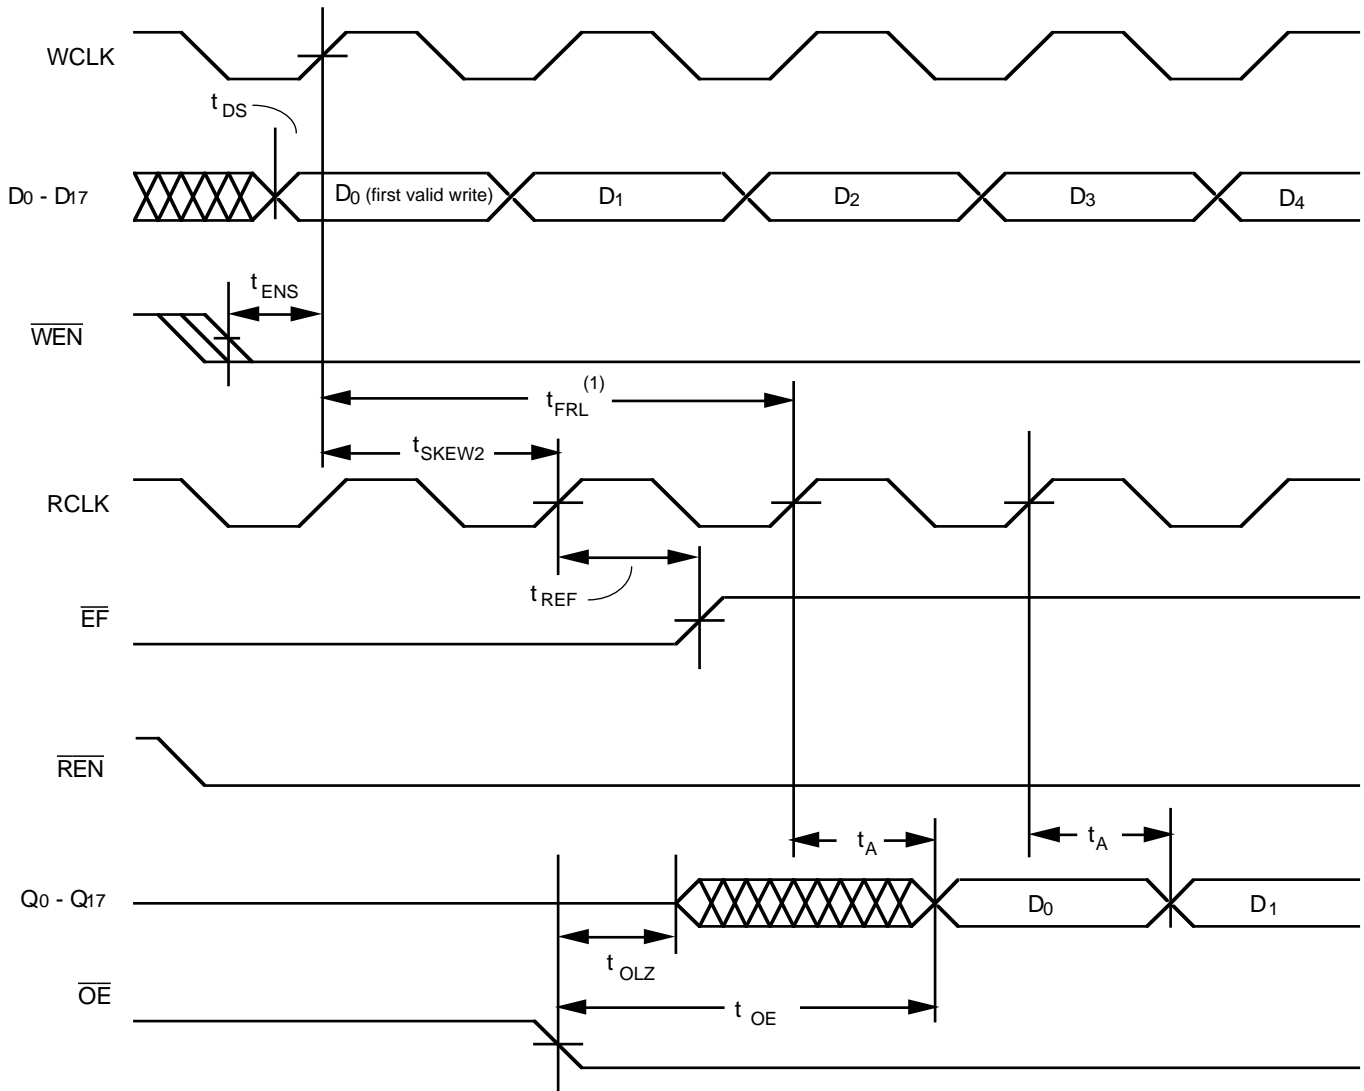 WCLK
t DS
D0 - D17
D0 (first valid write)
D1
D2
D3
D4
t ENS
WEN
t FRL (1)
t SKEW2
RCLK
t REF
EF
REN
t A
t A
Q0 - Q17
D0
D1
t OLZ
OE
t OE